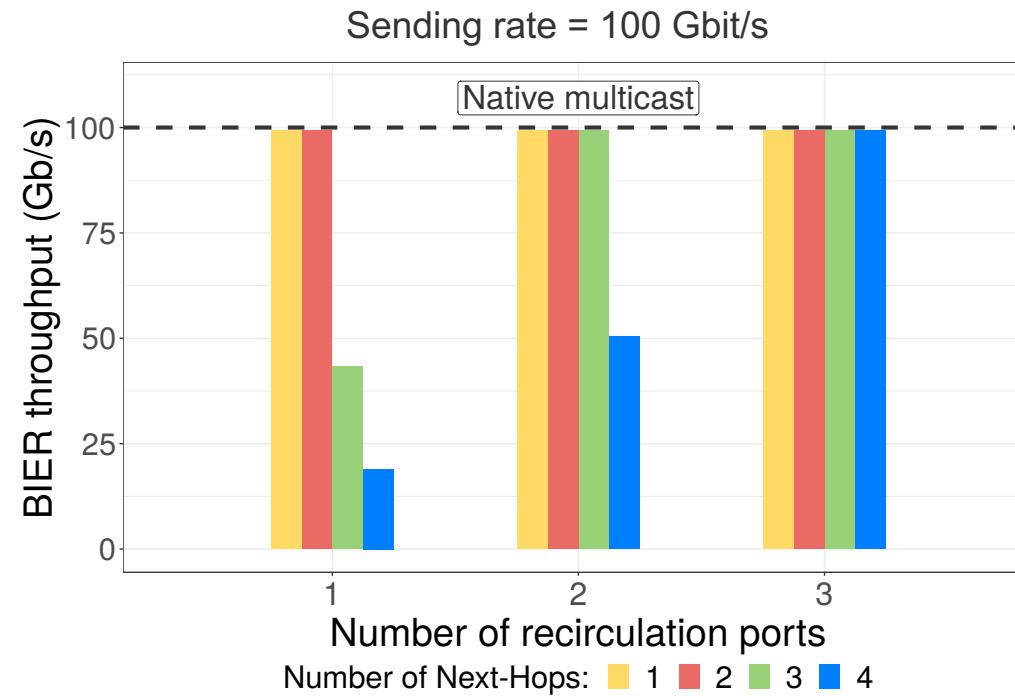 Sending rate = 100 Gbit/s
Native multicast
BIER throughput (Gb/s)
100
75
50
25
0
1 2 3
Number of recirculation ports
Number of Next-Hops: 1 2 3 4